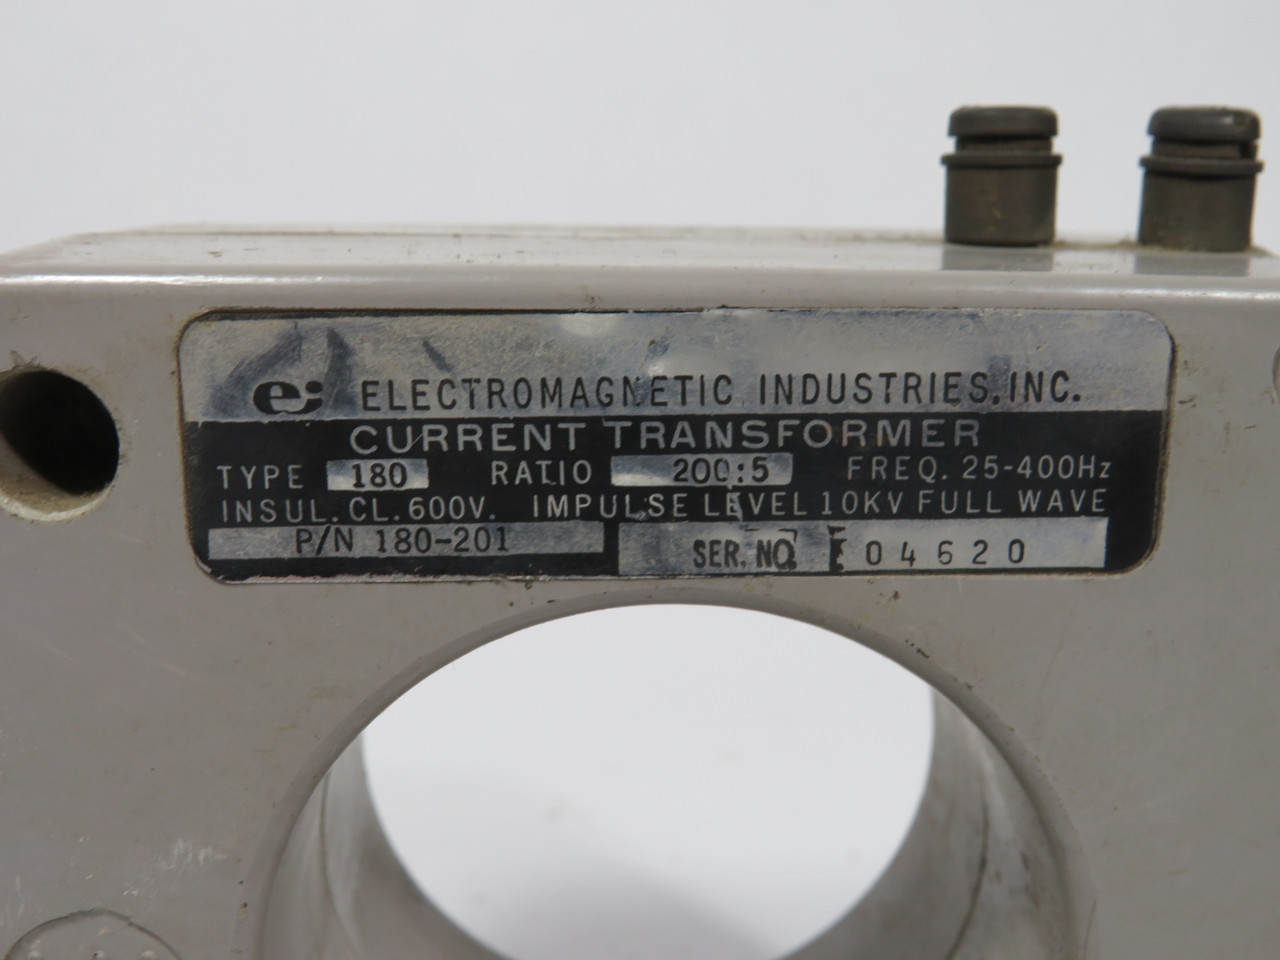 ei ELECTROMAGNETIC INDUSTRIES, INC.
CURRENT TRANSFORMER
TYPE 180 RATIO 200:5 FREQ. 25-400Hz
INSUL. CL. 600V. IMPULSE LEVEL 10KV FULL WAVE
P/N 180-201 SER. NO. E 04620